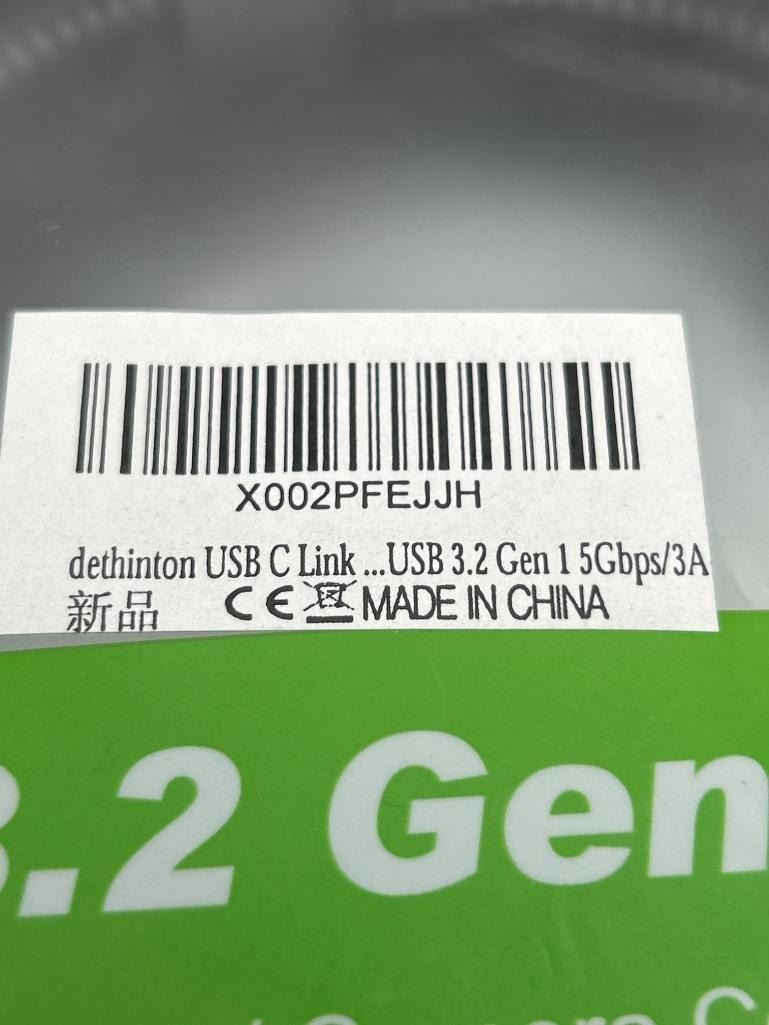 X002PFEJJH
dethinton USB C Link ...USB 3.2 Gen 1 5Gbps/3A
新品 CE MADE IN CHINA
3.2 Gen